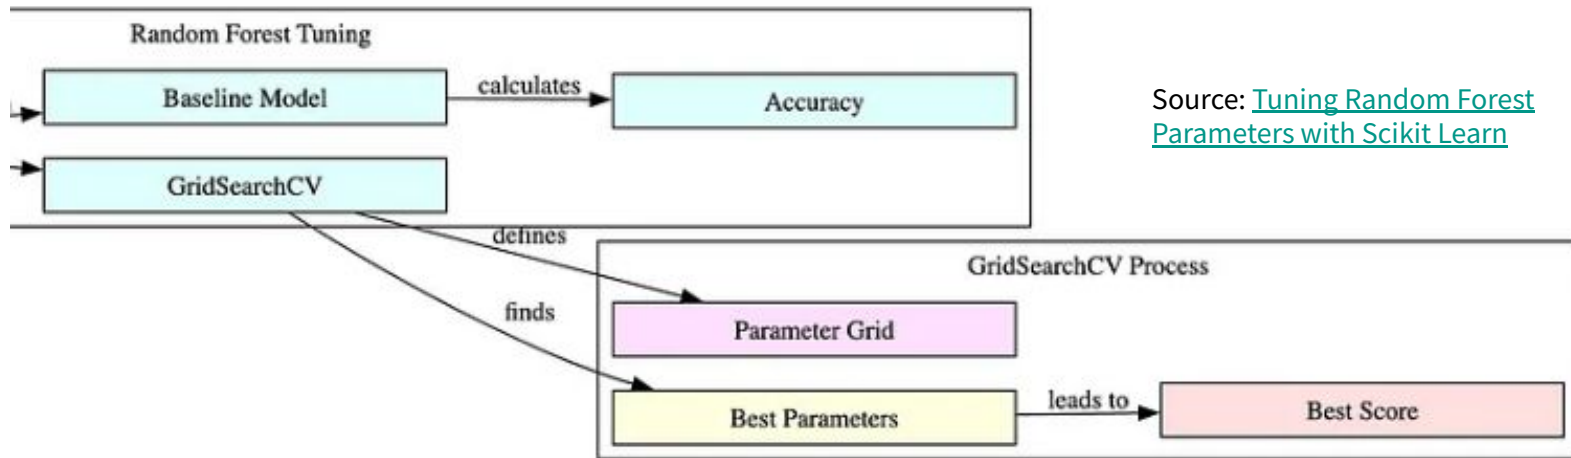 Random Forest Tuning
Baseline Model
calculates
Accuracy
Source: Tuning Random Forest
Parameters with Scikit Learn
GridSearchCV
defines
GridSearchCV Process
finds
Parameter Grid
Best Parameters
leads to
Best Score